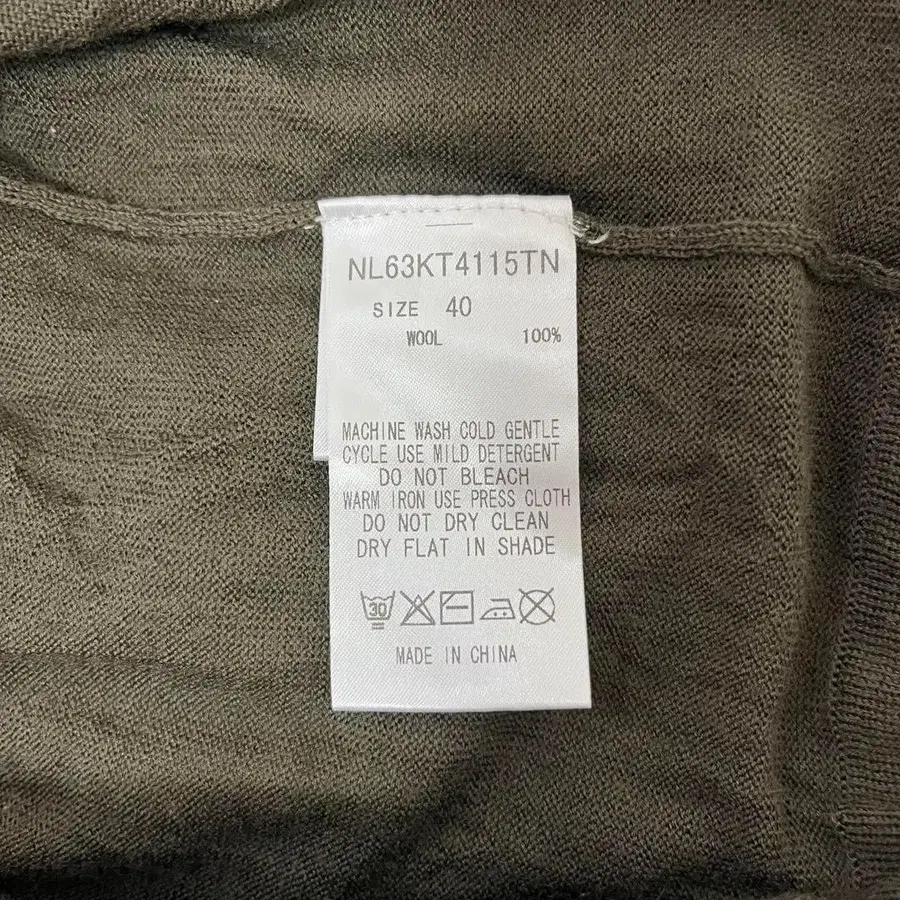 NL63KT4115TN
SIZE 40
WOOL 100%
MACHINE WASH COLD GENTLE
CYCLE USE MILD DETERGENT
DO NOT BLEACH
WARM IRON USE PRESS CLOTH
DO NOT DRY CLEAN
DRY FLAT IN SHADE
30
MADE IN CHINA